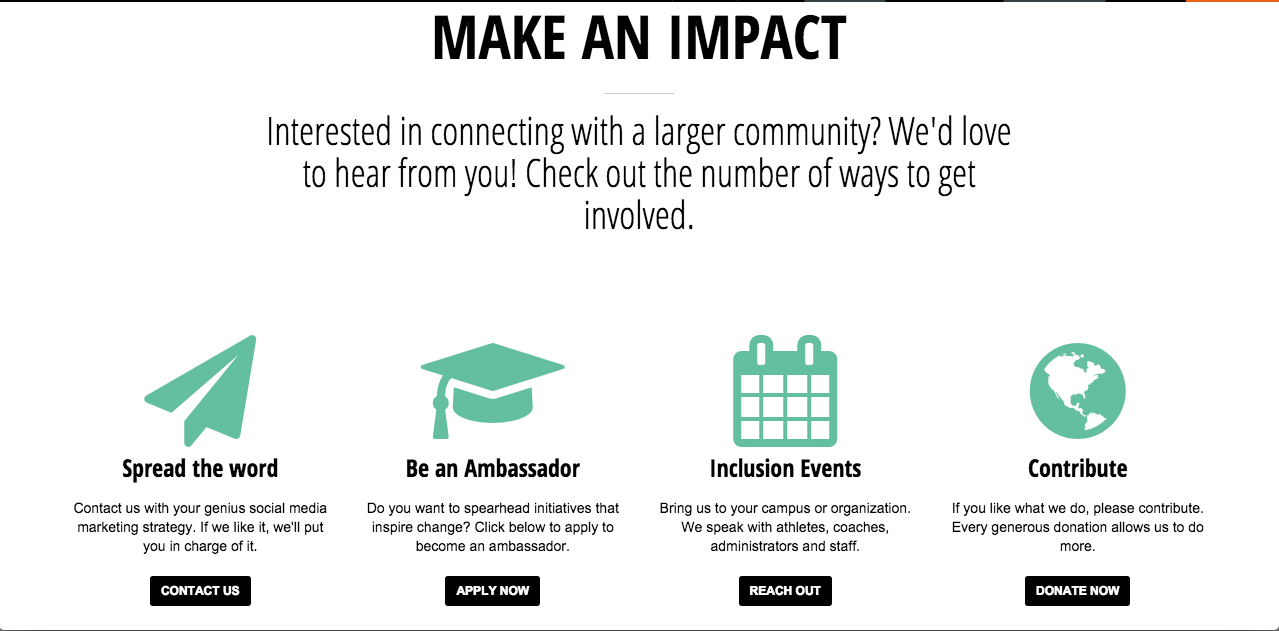 MAKE AN IMPACT
Interested in connecting with a larger community? We'd love
to hear from you! Check out the number of ways to get
involved.
Spread the word
Contact us with your genius social media
marketing strategy. If we like it, we'll put
you in charge of it.
CONTACT US
Be an Ambassador
Do you want to spearhead initiatives that
inspire change? Click below to apply to
become an ambassador.
APPLY NOW
Inclusion Events
Bring us to your campus or organization.
We speak with athletes, coaches,
administrators and staff.
REACH OUT
Contribute
If you like what we do, please contribute.
Every generous donation allows us to do
more.
DONATE NOW